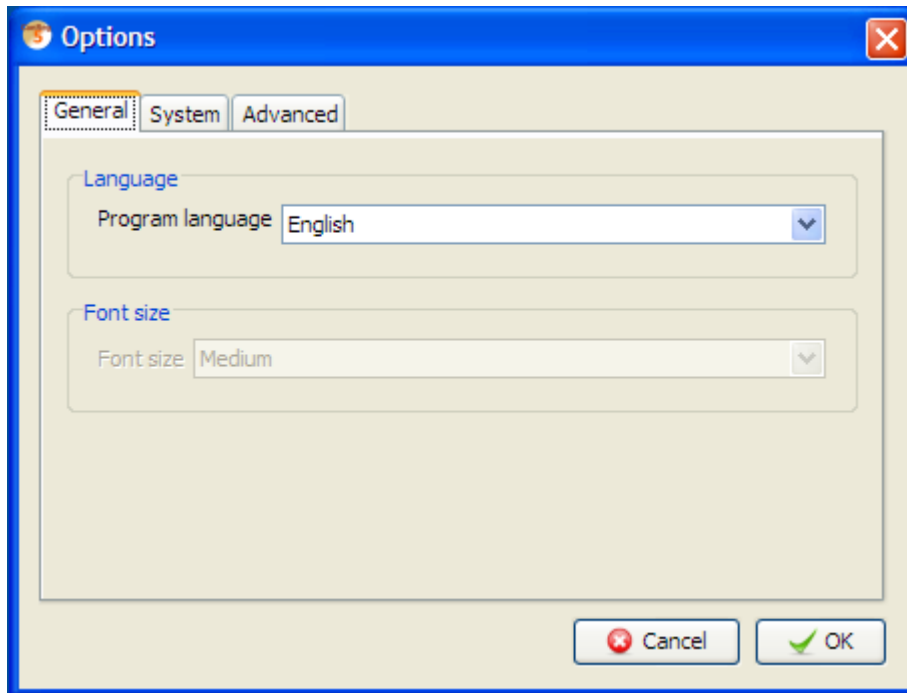 Options
General System Advanced
Language
Program language English
Font size
Font size Medium
Cancel OK